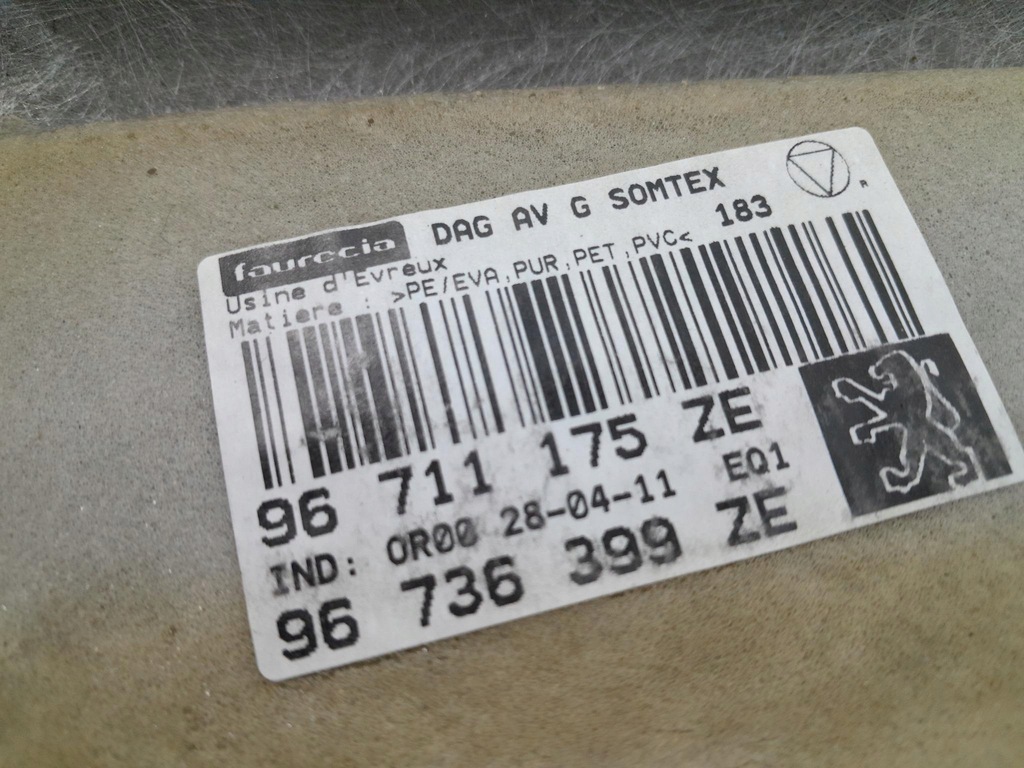 faurecia DAG AV G SOMTEX
Usine d'Evreux 183
Matiere : >PE/EVA,PUR,PET,PVC<
R
96 711 175 ZE
IND: 0R00 28-04-11 EQ1
96 736 399 ZE